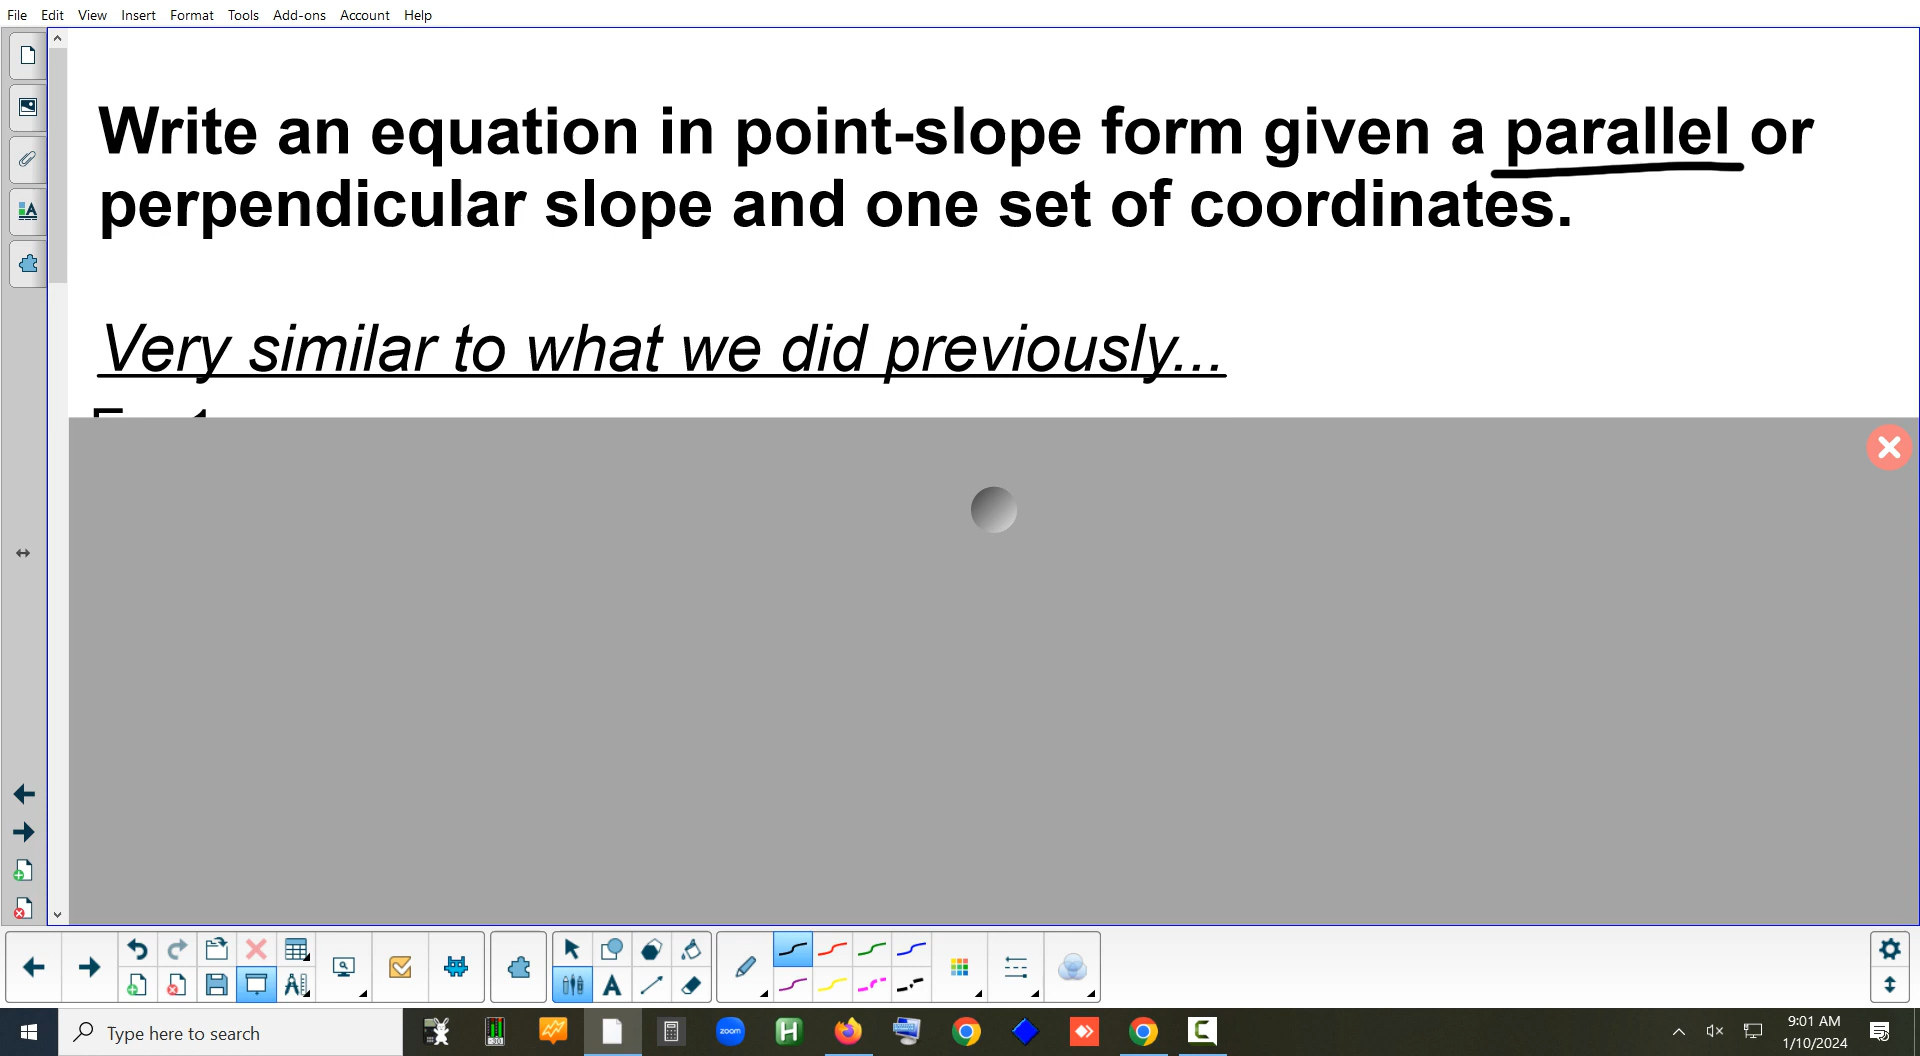 File Edit View Insert Format Tools Add-ons Account Help
Write an equation in point-slope form given a parallel or
perpendicular slope and one set of coordinates.
Very similar to what we did previously...
Type here to search
zoom
9:01 AM
1/10/2024